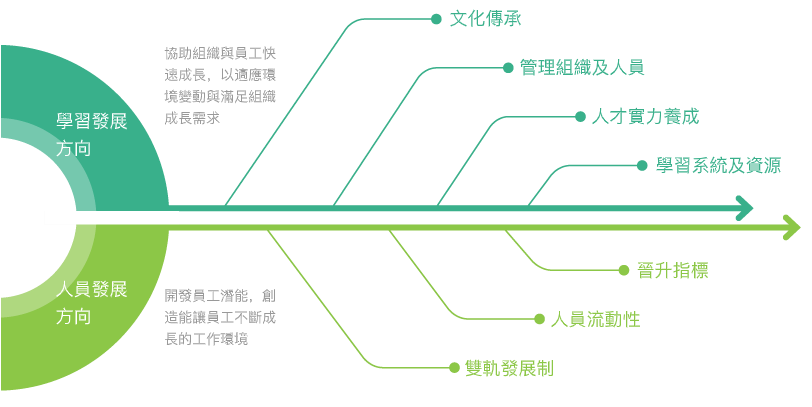 文化傳承
協助組織與員工快
速成長，以適應環
境變動與滿足組織
成長需求
管理組織及人員
學習發展
方向
人才實力養成
學習系統及資源
人員發展
方向
開發員工潛能，創
造能讓員工不斷成
長的工作環境
晉升指標
人員流動性
雙軌發展制